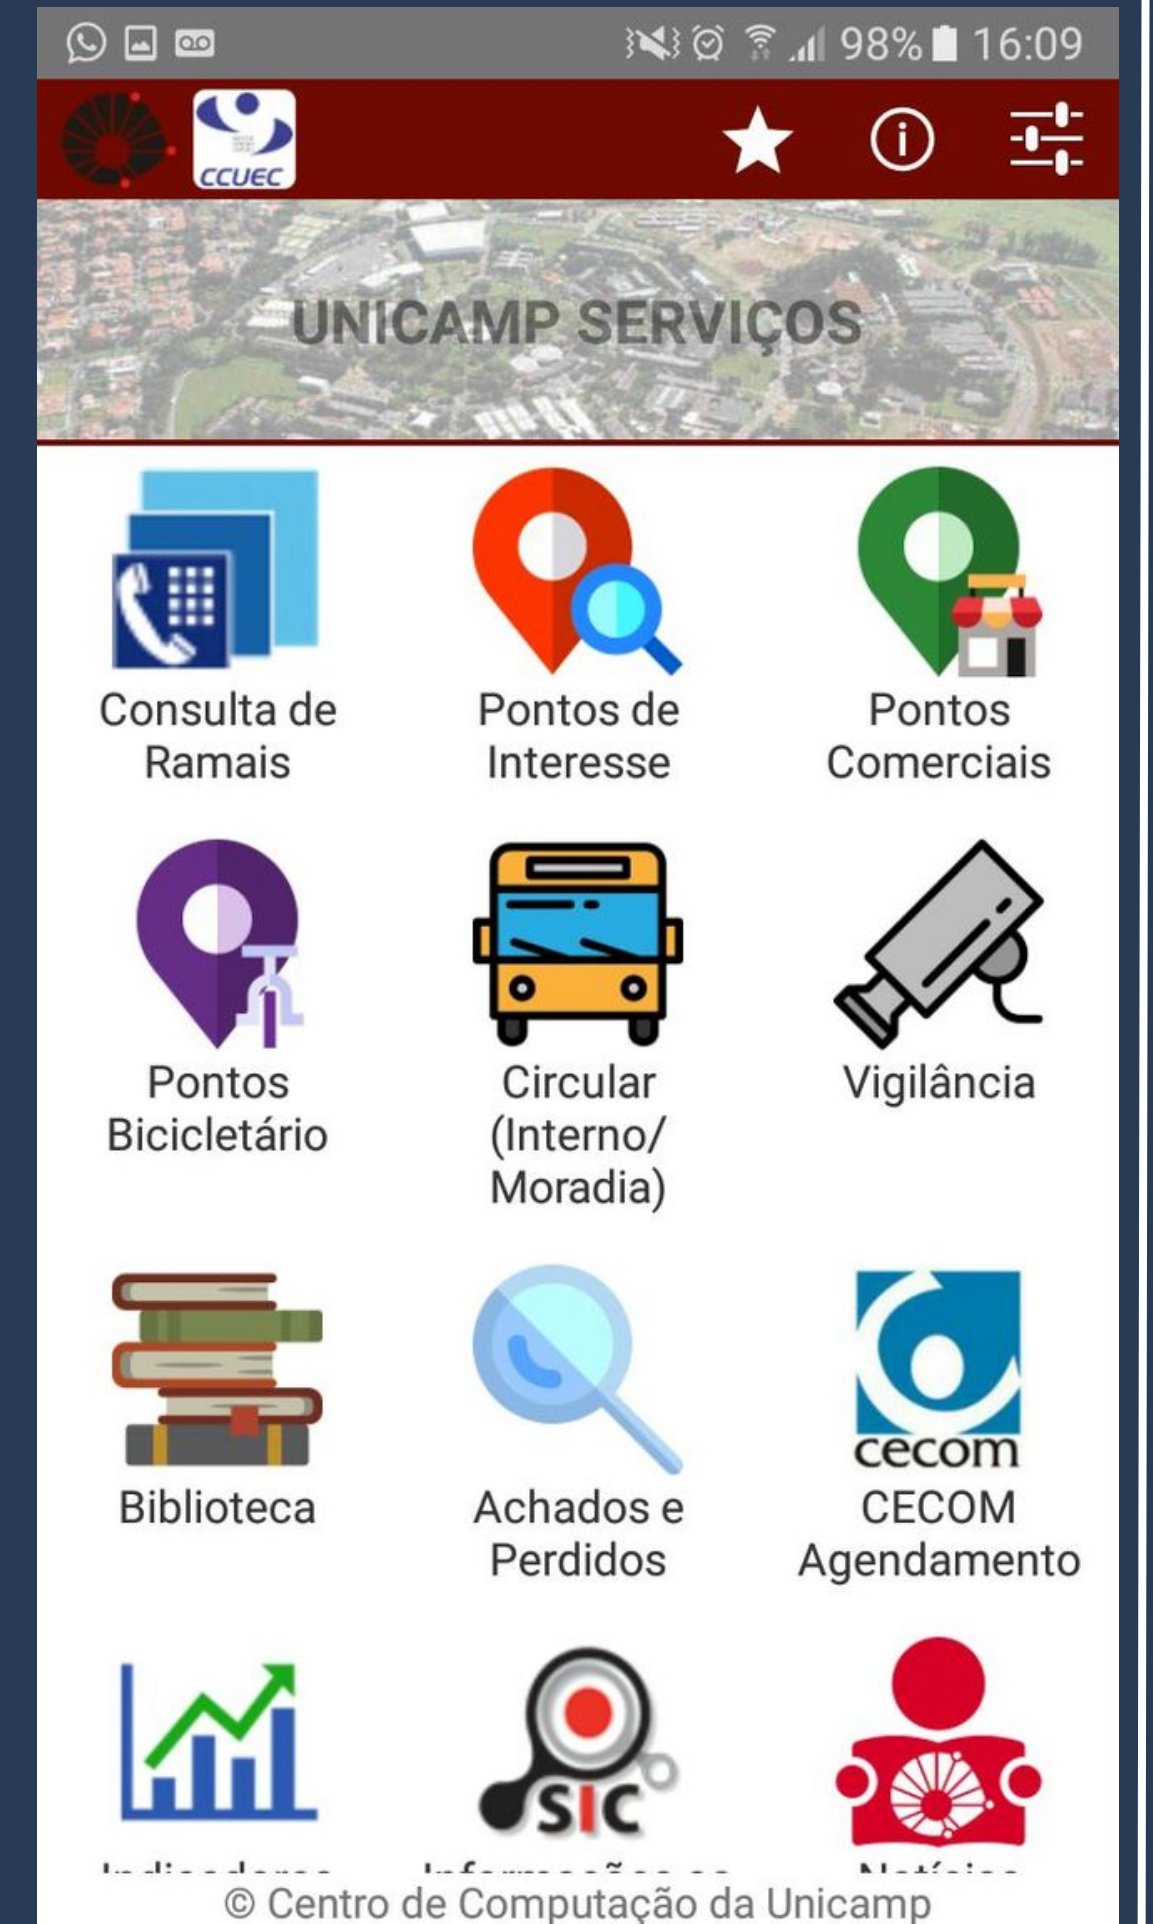 98% 16:09
CCUEC
UNICAMP SERVIÇOS
Consulta de
Ramais
Pontos de
Interesse
Pontos
Comerciais
Pontos
Bicicletário
Circular
(Interno/
Moradia)
Vigilância
Biblioteca
Achados e
Perdidos
cecom
CECOM
Agendamento
SIC
Notícias
© Centro de Computação da Unicamp